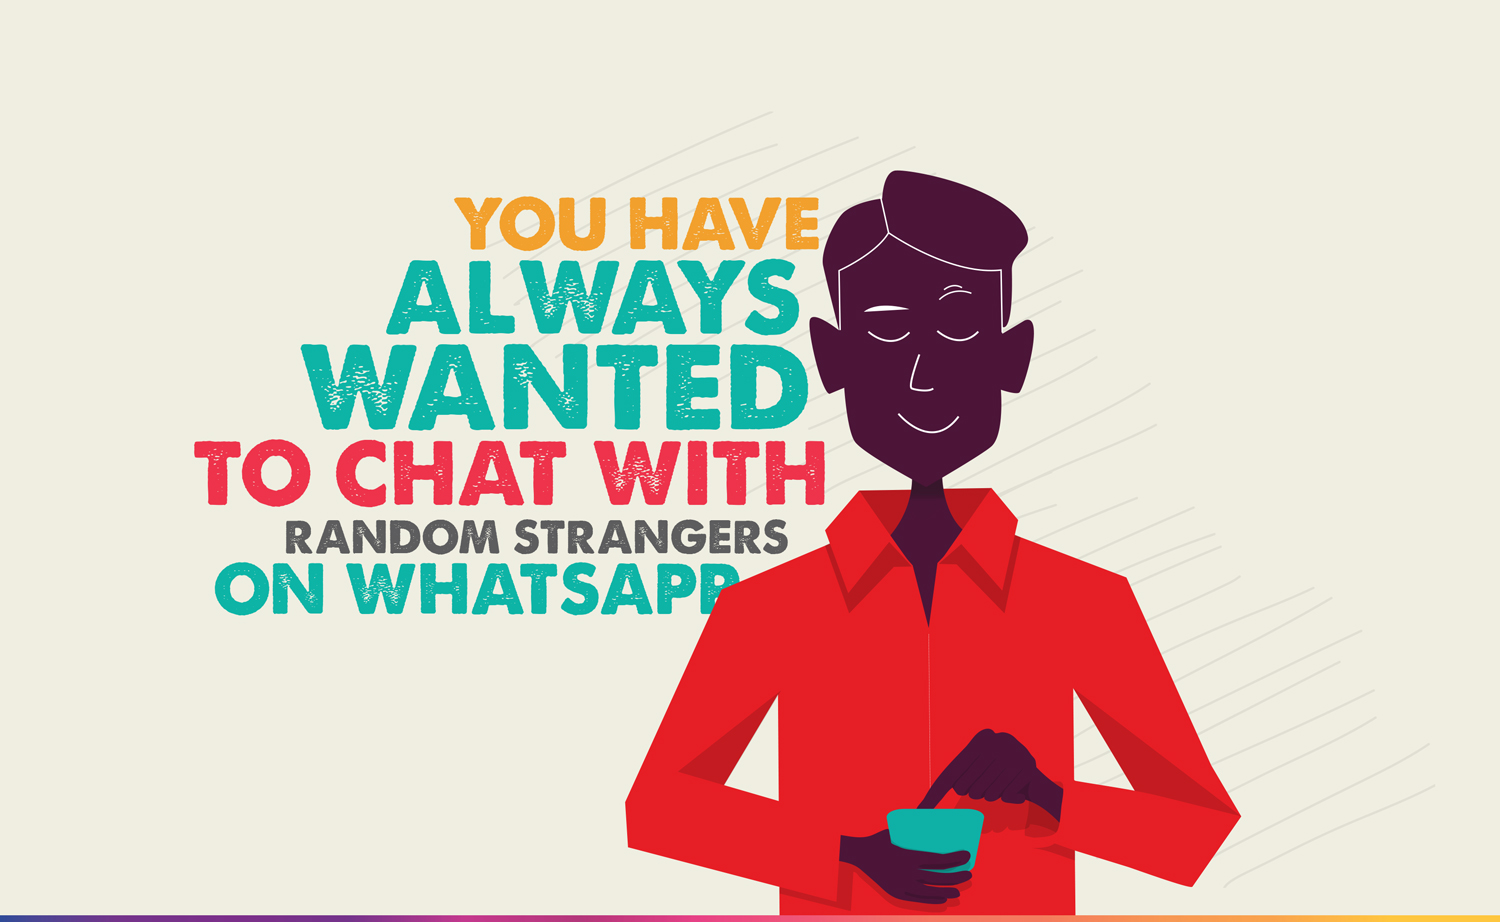 YOU HAVE
ALWAYS
WANTED
TO CHAT WITH
RANDOM STRANGERS
ON WHATSAPP